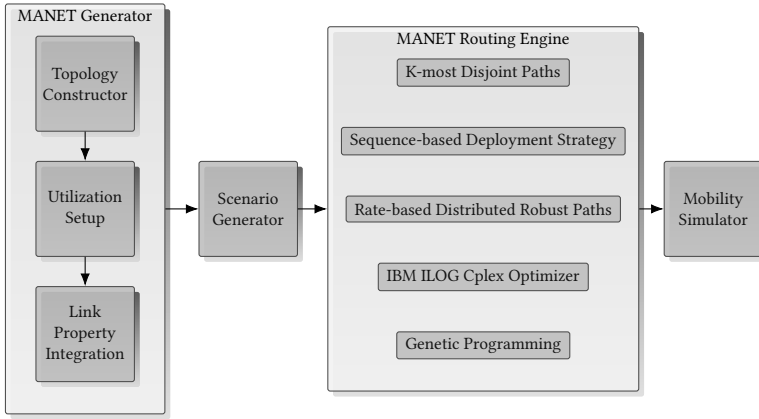 MANET Generator
Topology
Constructor
Utilization
Setup
Link
Property
Integration
Scenario
Generator
MANET Routing Engine
K-most Disjoint Paths
Sequence-based Deployment Strategy
Rate-based Distributed Robust Paths
IBM ILOG Cplex Optimizer
Genetic Programming
Mobility
Simulator